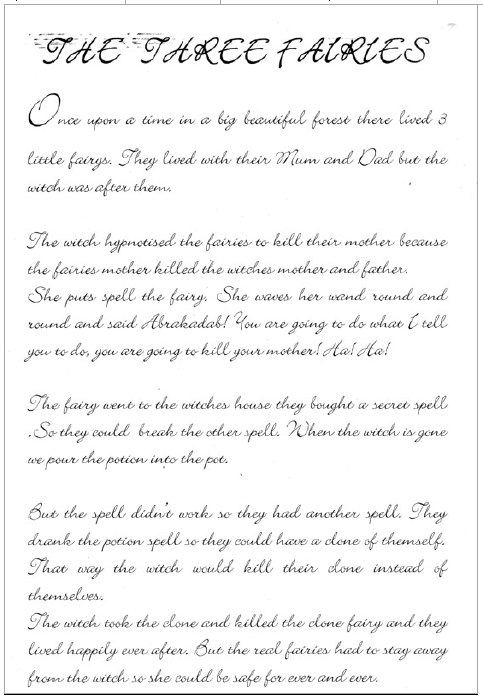 THE THREE FAIRIES
Once upon a time in a big beautiful forest there lived 3
little fairys. They lived with their Mum and Dad but the
witch was after them.
The witch hypnotised the fairies to kill their mother because
the fairies mother killed the witches mother and father.
She puts spell the fairy. She waves her wand round and
round and said Abrakadab! You are going to do what I tell
you to do, you are going to kill your mother! Ha! Ha!
The fairy went to the witches house they bought a secret spell
.So they could break the other spell. When the witch is gone
we pour the potion into the pot.
But the spell didn't work so they had another spell. They
drank the potion spell so they could have a clone of themself.
That way the witch would kill their clone instead of
themselves.
The witch took the clone and killed the clone fairy and they
lived happily ever after. But the real fairies had to stay away
from the witch so she could be safe for ever and ever.